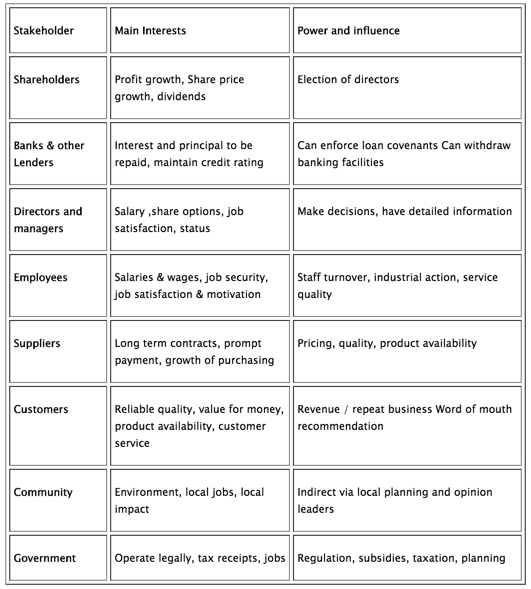 Stakeholder
Main Interests
Power and influence
Shareholders
Profit growth, Share price
growth, dividends
Election of directors
Banks & other
Lenders
Interest and principal to be
repaid, maintain credit rating
Can enforce loan covenants Can withdraw
banking facilities
Directors and
managers
Salary ,share options, job
satisfaction, status
Make decisions, have detailed information
Employees
Salaries & wages, job security,
job satisfaction & motivation
Staff turnover, industrial action, service
quality
Suppliers
Long term contracts, prompt
payment, growth of purchasing
Pricing, quality, product availability
Customers
Reliable quality, value for money,
product availability, customer
service
Revenue / repeat business Word of mouth
recommendation
Community
Environment, local jobs, local
impact
Indirect via local planning and opinion
leaders
Government
Operate legally, tax receipts, jobs
Regulation, subsidies, taxation, planning